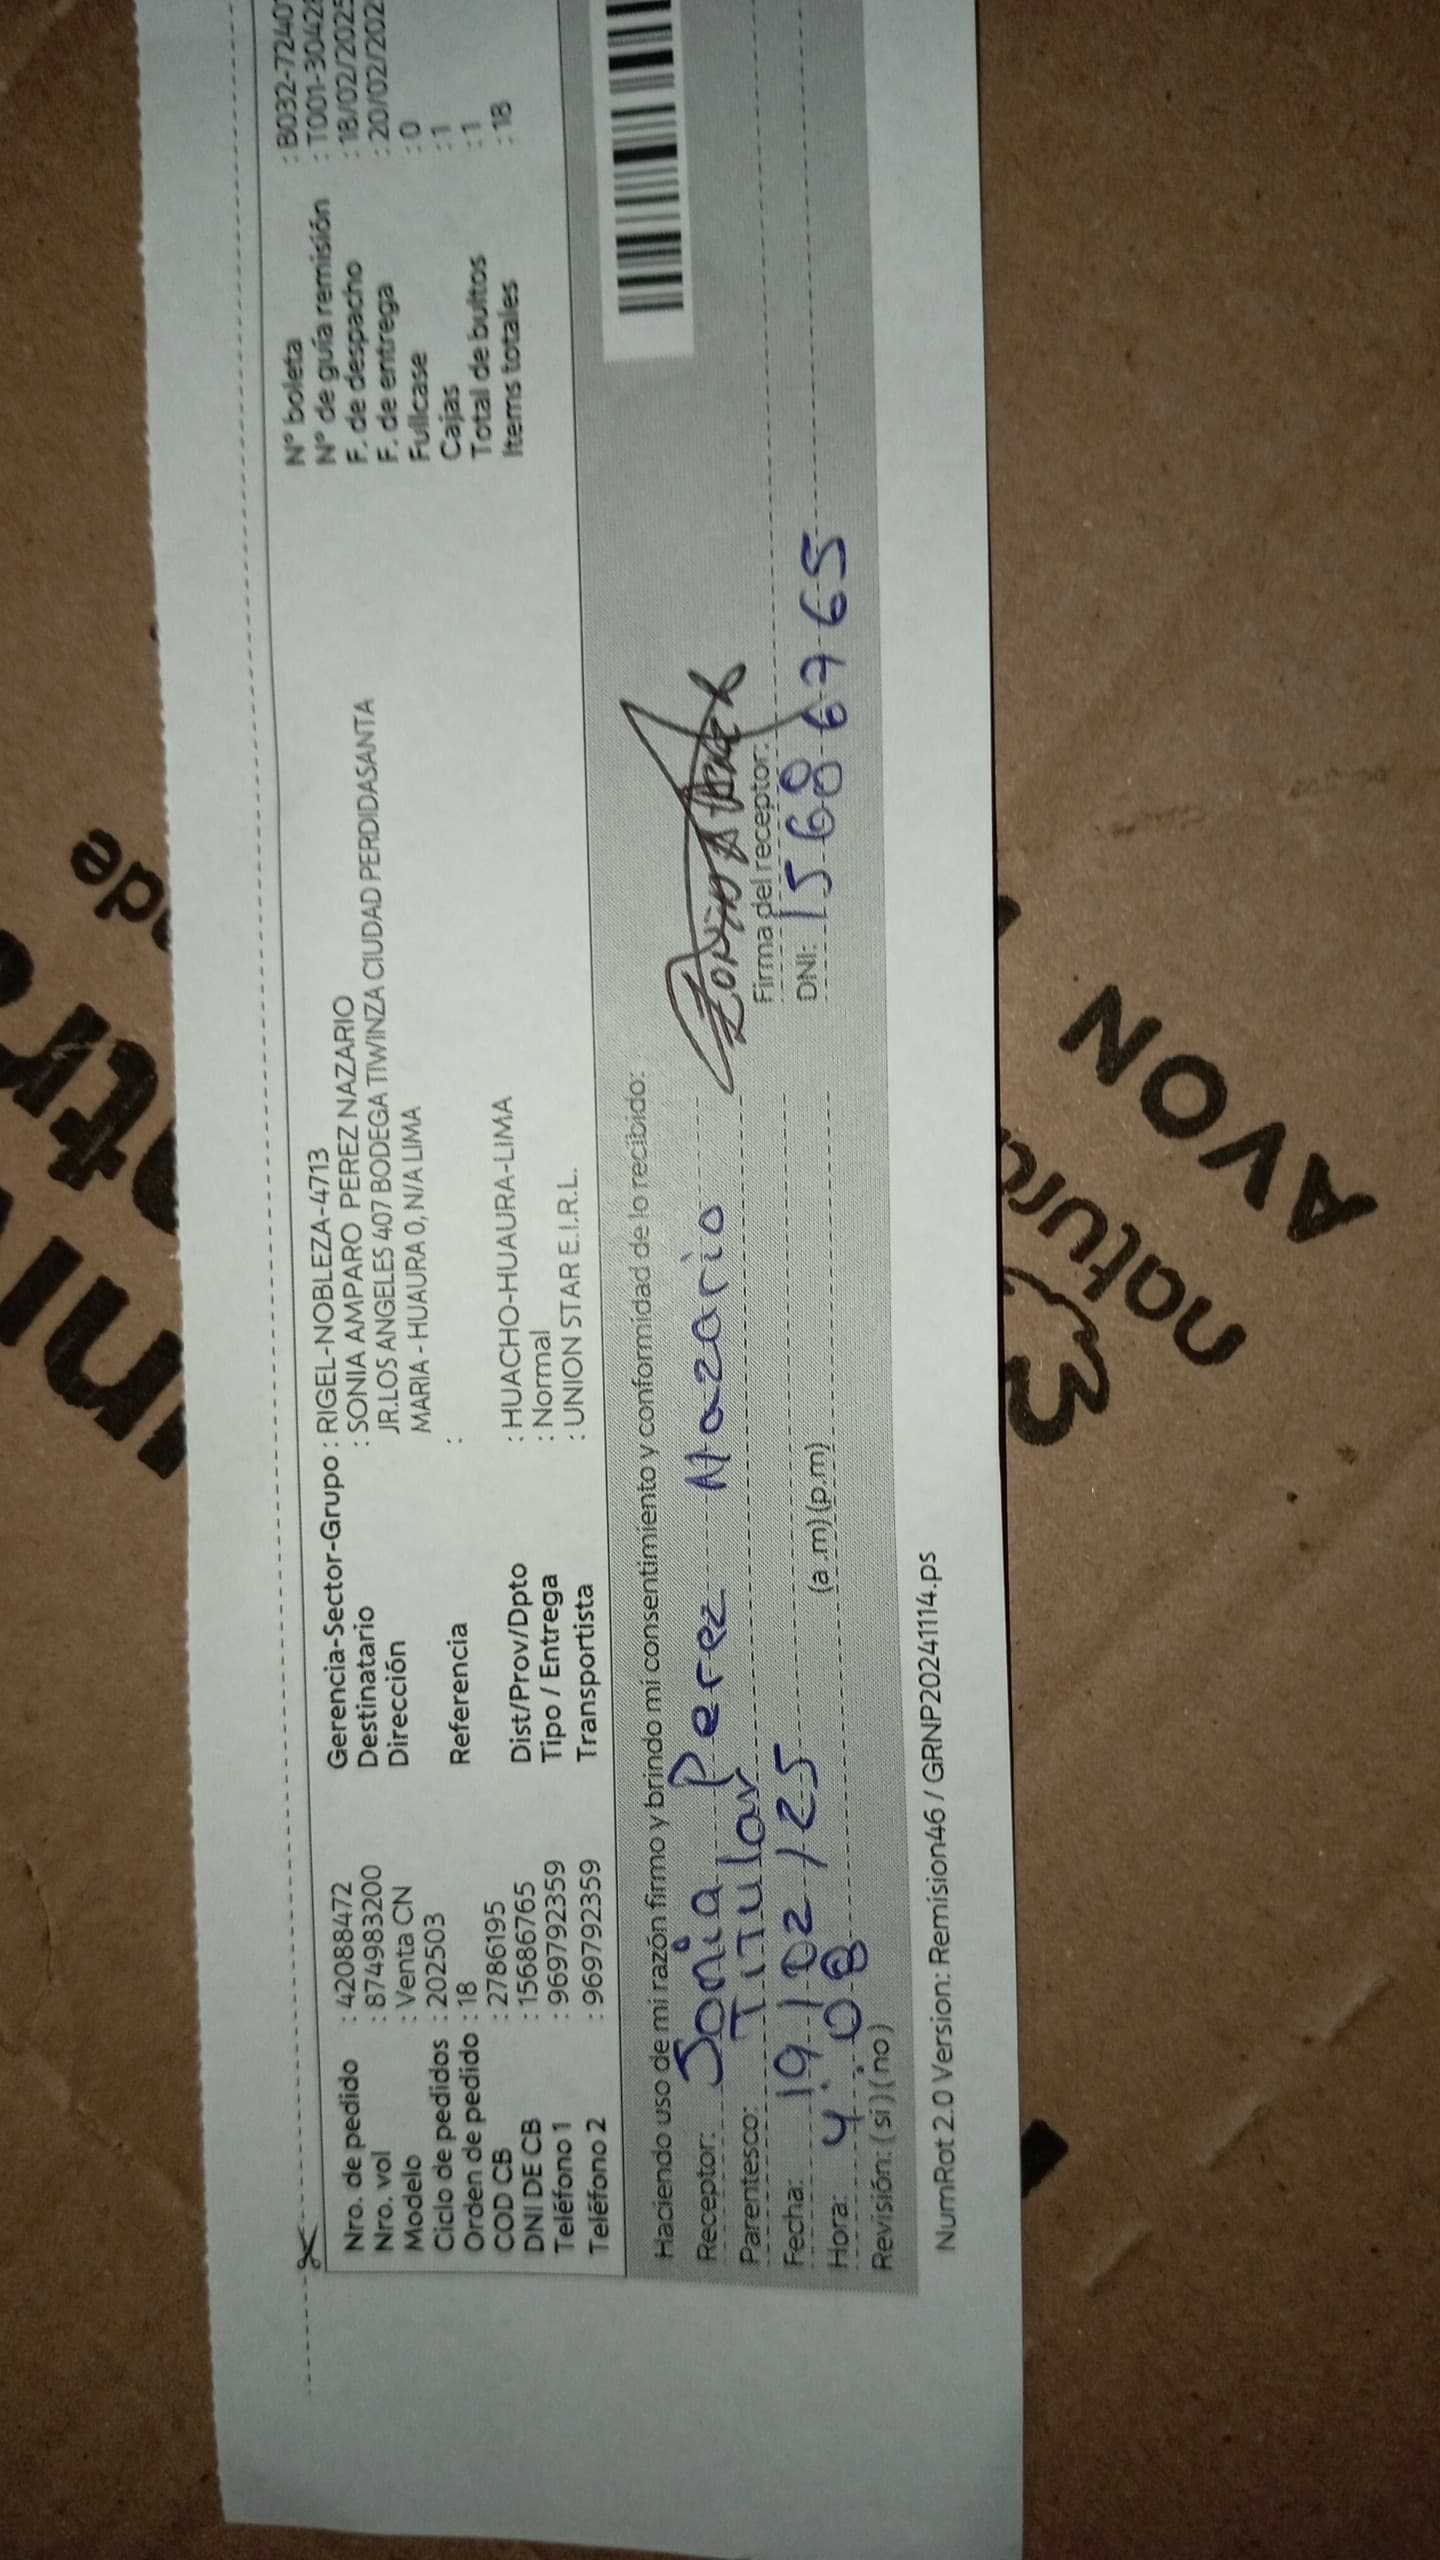 Nro. de pedido : 42088472
Nro. vol : 874983200
Modelo : Venta CN
Ciclo de pedidos : 202503
Orden de pedido : 18
COD CB : 2786195
DNI DE CB : 15686765
Teléfono 1 : 969792359
Teléfono 2 : 969792359
Gerencia-Sector-Grupo : RIGEL-NOBLEZA-4713
Destinatario : SONIA AMPARO PEREZ NAZARIO
Dirección JR.LOS ANGELES 407 BODEGA TIWINZA CIUDAD PERDIDASANTA
MARIA - HUAURA 0, N/A LIMA
Referencia :
Dist/Prov/Dpto : HUACHO-HUAURA-LIMA
Tipo / Entrega : Normal
Transportista : UNION STAR E.I.R.L.
N° boleta : B032-72401
N° de guía remisión : T001-30428
F. de despacho : 18/02/2025
F. de entrega : 20/02/202
Fullcase : 0
Cajas : 1
Total de bultos : 1
Items totales : 18
Haciendo uso de mi razón firmo y brindo mi consentimiento y conformidad de lo recibido:
Receptor: Sonia Perez Nazario
Parentesco: Titular
Fecha: 19/02/25
Hora: 4:08 (a .m) (p.m)
Revisión: ( si ) ( no )
Firma del receptor:
DNI: 15686765
NumRot 2.0 Version: Remision46 / GRNP20241114.ps
natura
AVON
de